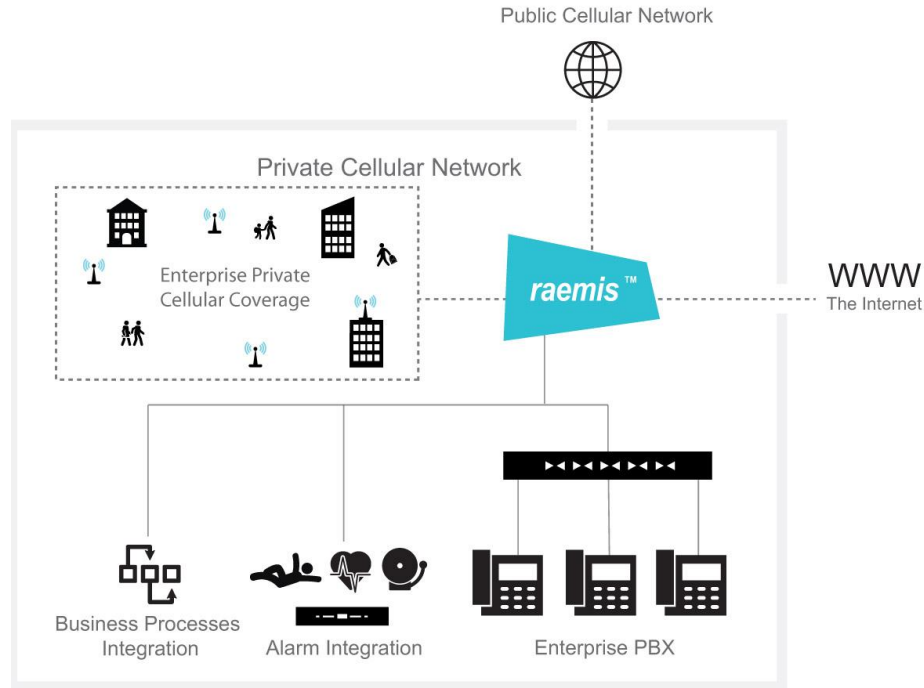 Public Cellular Network
Private Cellular Network
Enterprise Private
Cellular Coverage
raemis™
WWW
The Internet
Business Processes
Integration
Alarm Integration
Enterprise PBX